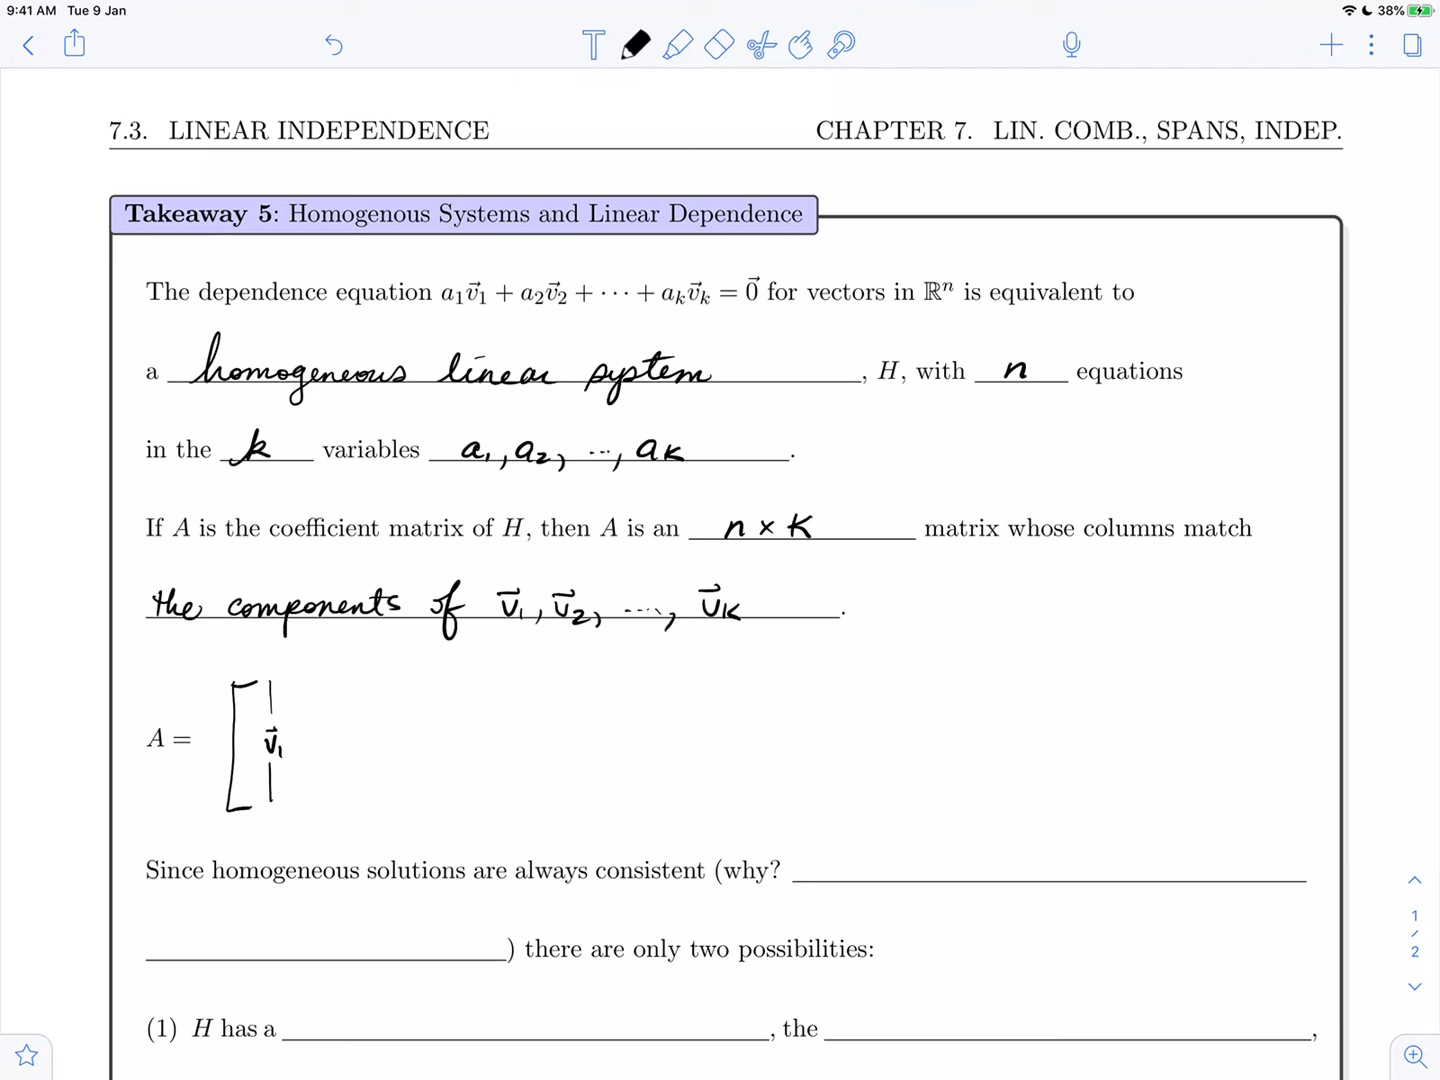 9:41 AM Tue 9 Jan 38%
7.3. LINEAR INDEPENDENCE CHAPTER 7. LIN. COMB., SPANS, INDEP.
Takeaway 5: Homogenous Systems and Linear Dependence
The dependence equation a₁v⃗₁ + a₂v⃗₂ + ··· + aₖv⃗ₖ = 0⃗ for vectors in ℝⁿ is equivalent to
a homogeneous linear system, H, with n equations
in the k variables a₁, a₂, ..., aₖ.
If A is the coefficient matrix of H, then A is an n × k matrix whose columns match
the components of v⃗₁, v⃗₂, ...., v⃗ₖ.
A = [ | v⃗₁ |
Since homogeneous solutions are always consistent (why? ____
____) there are only two possibilities:
(1) H has a ____, the ____,
1
/
2